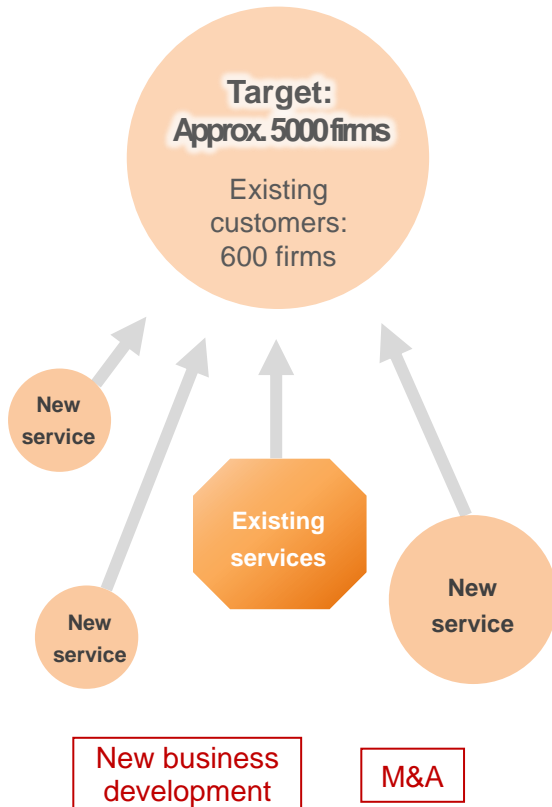 Target:
Approx. 5000 firms
Existing
customers:
600 firms
New
service
Existing
services
New
service
New
service
New business
development
M&A